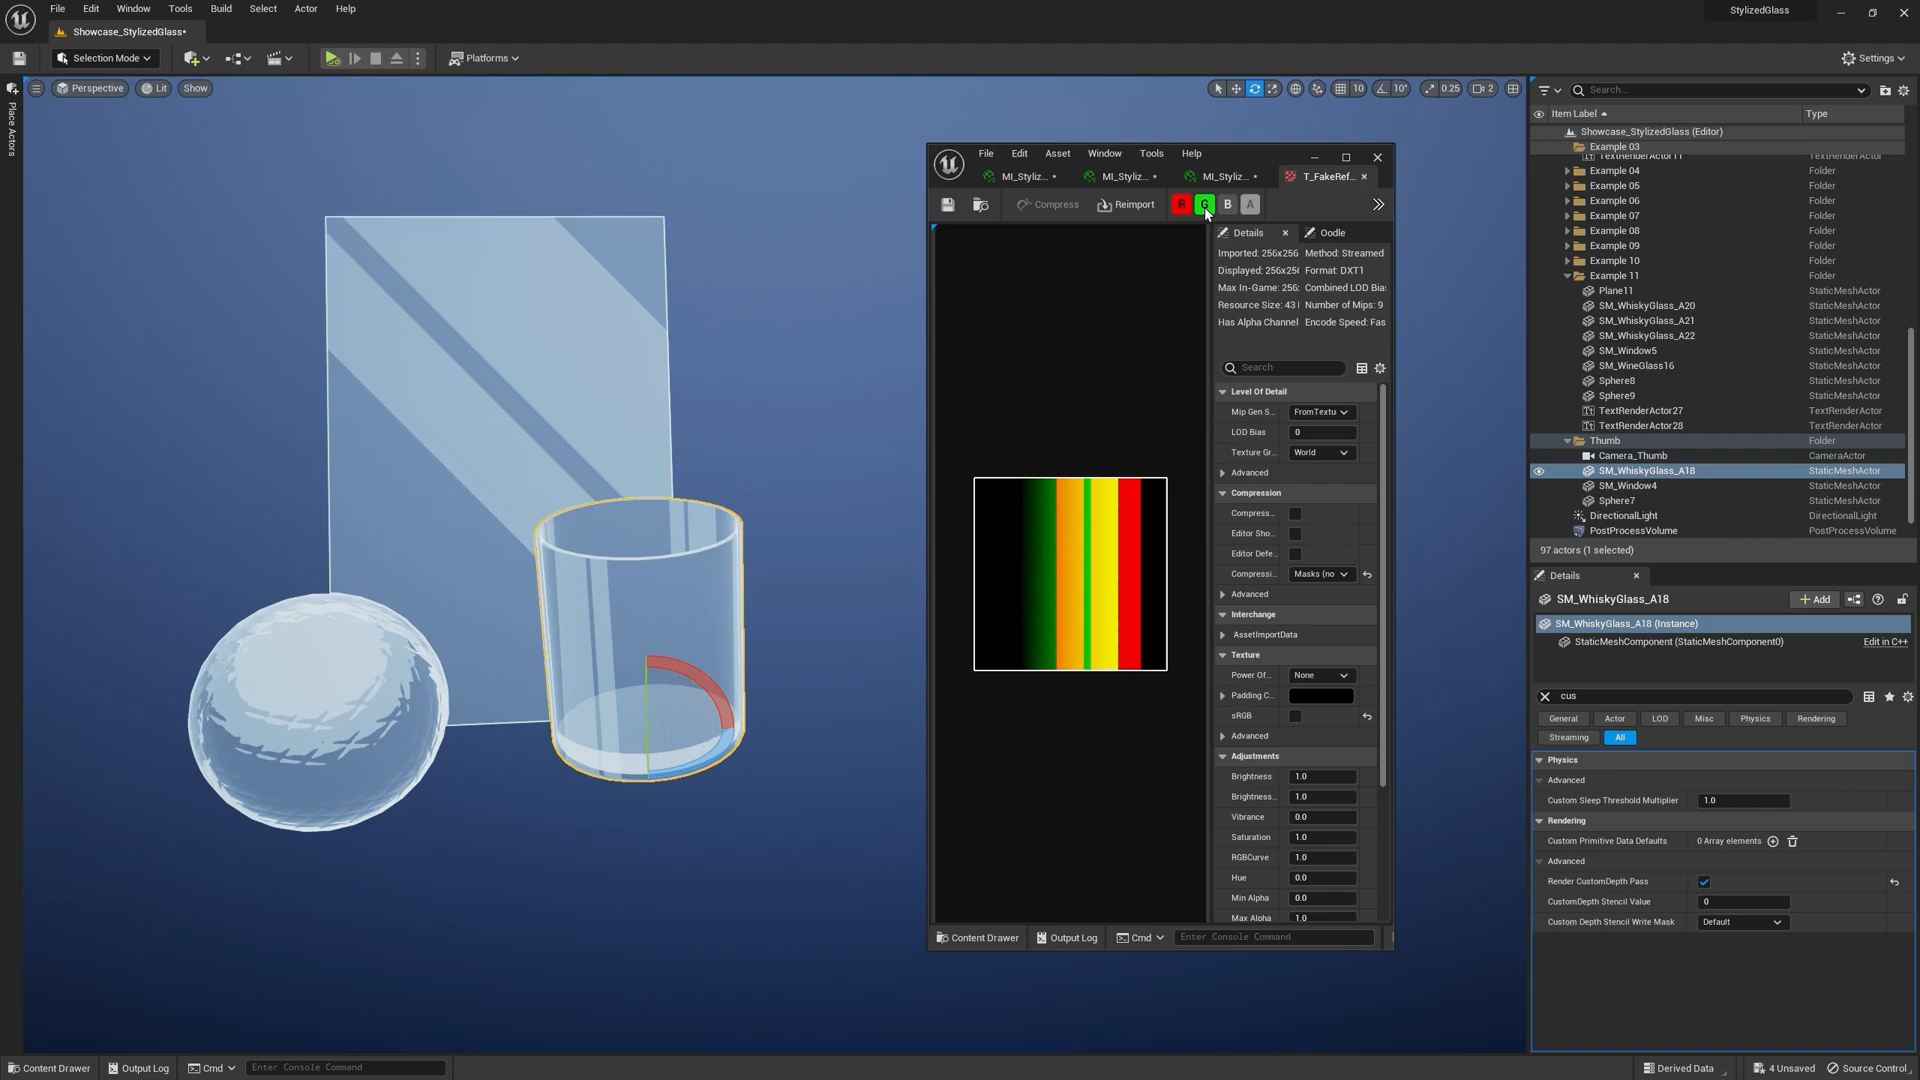 File Edit Window Tools Build Select Actor Help
StylizedGlass
Showcase_StylizedGlass*
Selection Mode
Platforms
Settings
Place Actors
Perspective
Lit
Show
10
10°
0.25
2
Search...
Item Label
Type
Showcase_StylizedGlass (Editor)
Example 03
TextRenderActor11 TextRenderActor
Example 04 Folder
Example 05 Folder
Example 06 Folder
Example 07 Folder
Example 08 Folder
Example 09 Folder
Example 10 Folder
Example 11 Folder
Plane11 StaticMeshActor
SM_WhiskyGlass_A20 StaticMeshActor
SM_WhiskyGlass_A21 StaticMeshActor
SM_WhiskyGlass_A22 StaticMeshActor
SM_Window5 StaticMeshActor
SM_WineGlass16 StaticMeshActor
Sphere8 StaticMeshActor
Sphere9 StaticMeshActor
TextRenderActor27 TextRenderActor
TextRenderActor28 TextRenderActor
Thumb Folder
Camera_Thumb CameraActor
SM_WhiskyGlass_A18 StaticMeshActor
SM_Window4 StaticMeshActor
Sphere7 StaticMeshActor
DirectionalLight DirectionalLight
PostProcessVolume PostProcessVolume
97 actors (1 selected)
Details
SM_WhiskyGlass_A18
Add
SM_WhiskyGlass_A18 (Instance)
StaticMeshComponent (StaticMeshComponent0)
Edit in C++
cus
General Actor LOD Misc Physics Rendering
Streaming All
Physics
Advanced
Custom Sleep Threshold Multiplier 1.0
Rendering
Custom Primitive Data Defaults 0 Array elements
Advanced
Render CustomDepth Pass
CustomDepth Stencil Value 0
Custom Depth Stencil Write Mask Default
File Edit Asset Window Tools Help
MI_Styliz... •
MI_Styliz... •
MI_Styliz... •
T_FakeRef...
Compress
Reimport
R G B A
Details
Oodle
Imported: 256x256 Method: Streamed
Displayed: 256x25 Format: DXT1
Max In-Game: 256 Combined LOD Bia
Resource Size: 43 Number of Mips: 9
Has Alpha Channel Encode Speed: Fas
Search
Level Of Detail
Mip Gen S... FromTextu
LOD Bias 0
Texture Gr... World
Advanced
Compression
Compress...
Editor Sho...
Editor Defe...
Compressi... Masks (no
Advanced
Interchange
AssetImportData
Texture
Power Of... None
Padding C...
sRGB
Advanced
Adjustments
Brightness 1.0
Brightness... 1.0
Vibrance 0.0
Saturation 1.0
RGBCurve 1.0
Hue 0.0
Min Alpha 0.0
Max Alpha 1.0
Content Drawer
Output Log
Cmd
Enter Console Command
Content Drawer
Output Log
Cmd
Enter Console Command
Derived Data
4 Unsaved
Source Control